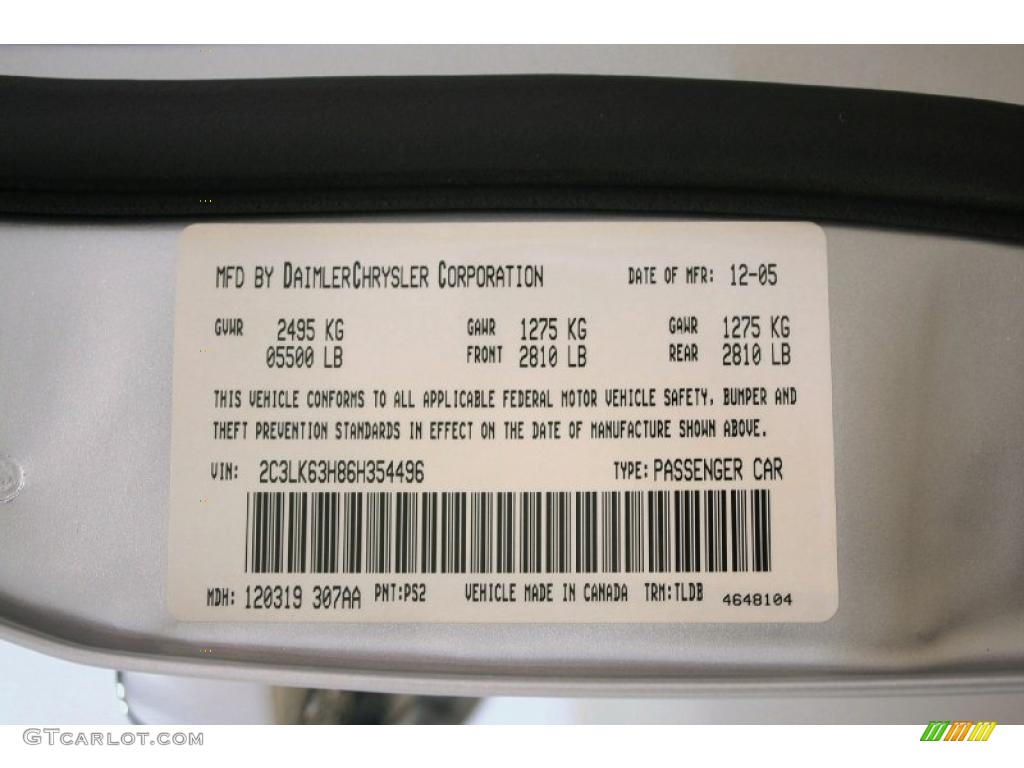 MFD BY DAIMLERCHRYSLER CORPORATION DATE OF MFR: 12-05
GVWR 2495 KG GAWR 1275 KG GAWR 1275 KG
05500 LB FRONT 2810 LB REAR 2810 LB
THIS VEHICLE CONFORMS TO ALL APPLICABLE FEDERAL MOTOR VEHICLE SAFETY, BUMPER AND
THEFT PREVENTION STANDARDS IN EFFECT ON THE DATE OF MANUFACTURE SHOWN ABOVE.
VIN: 2C3LK63H86H354496 TYPE: PASSENGER CAR
MDH: 120319 307AA PNT:PS2 VEHICLE MADE IN CANADA TRM:TLDB 4648104
GTCARLOT.COM